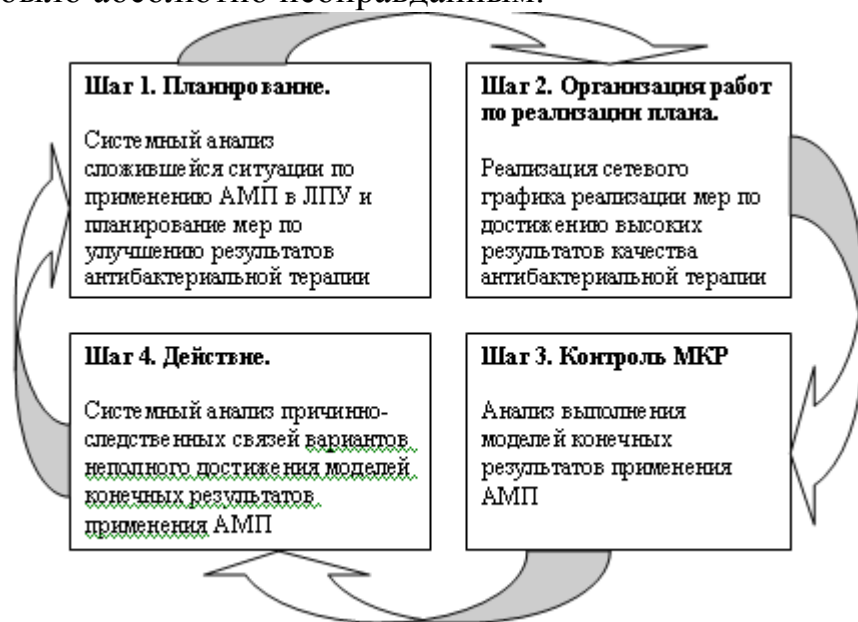 было абсолютно неоправданным.
Шаг 1. Планирование.
Системный анализ
сложившейся ситуации по
применению АМП в ЛПУ и
планирование мер по
улучшению результатов
антибактериальной терапии
Шаг 2. Организация работ
по реализации плана.
Реализация сетевого
графика реализации мер по
достижению высоких
результатов качества
антибактериальной терапии
Шаг 4. Действие.
Системный анализ причинно-
следственных связей вариантов
неполного достижения моделей
конечных результатов
применения АМП
Шаг 3. Контроль МКР
Анализ выполнения
моделей конечных
результатов применения
АМП